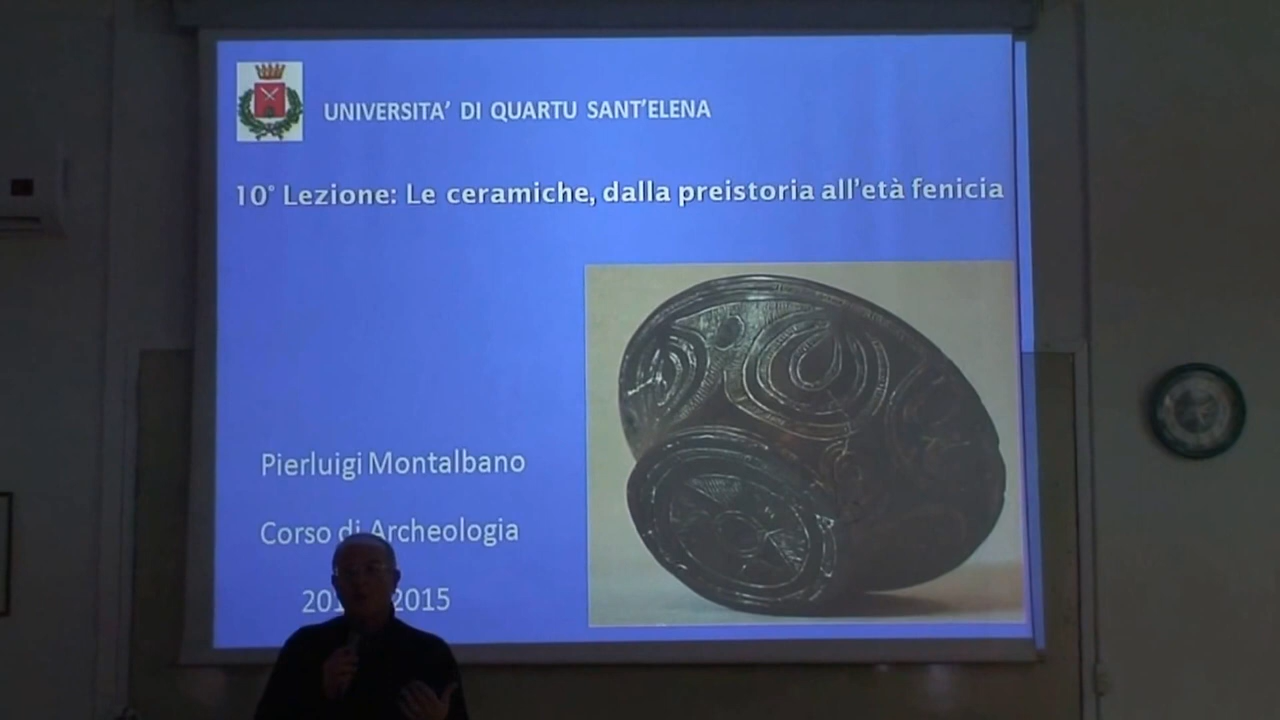 UNIVERSITA' DI QUARTU SANT'ELENA
10° Lezione: Le ceramiche, dalla preistoria all'età fenicia
Pierluigi Montalbano
Corso di Archeologia
2015